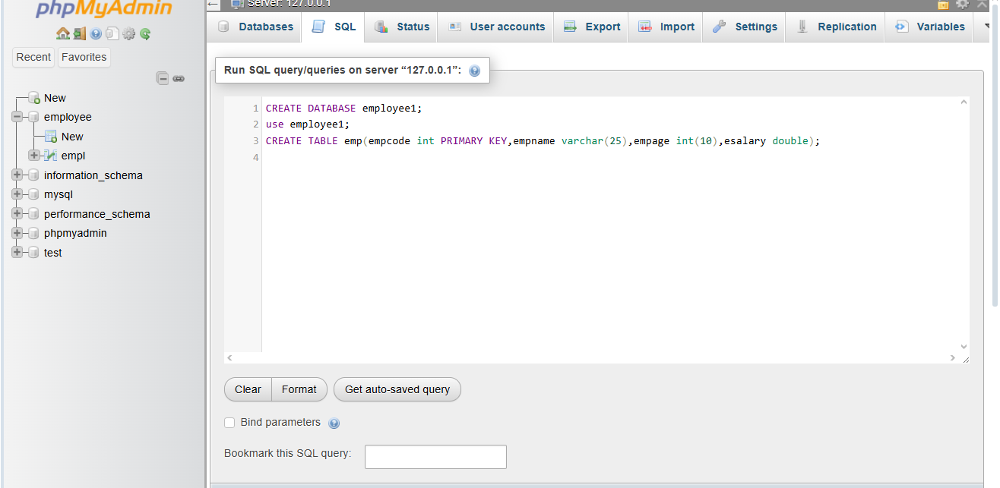 phpMyAdmin
Recent Favorites
New
employee
New
empl
information_schema
mysql
performance_schema
phpmyadmin
test
Server: 127.0.0.1
Databases SQL Status User accounts Export Import Settings Replication Variables
Run SQL query/queries on server “127.0.0.1”:
1 CREATE DATABASE employee1;
2 use employee1;
3 CREATE TABLE emp(empcode int PRIMARY KEY,empname varchar(25),empage int(10),esalary double);
4
Clear Format Get auto-saved query
Bind parameters
Bookmark this SQL query: